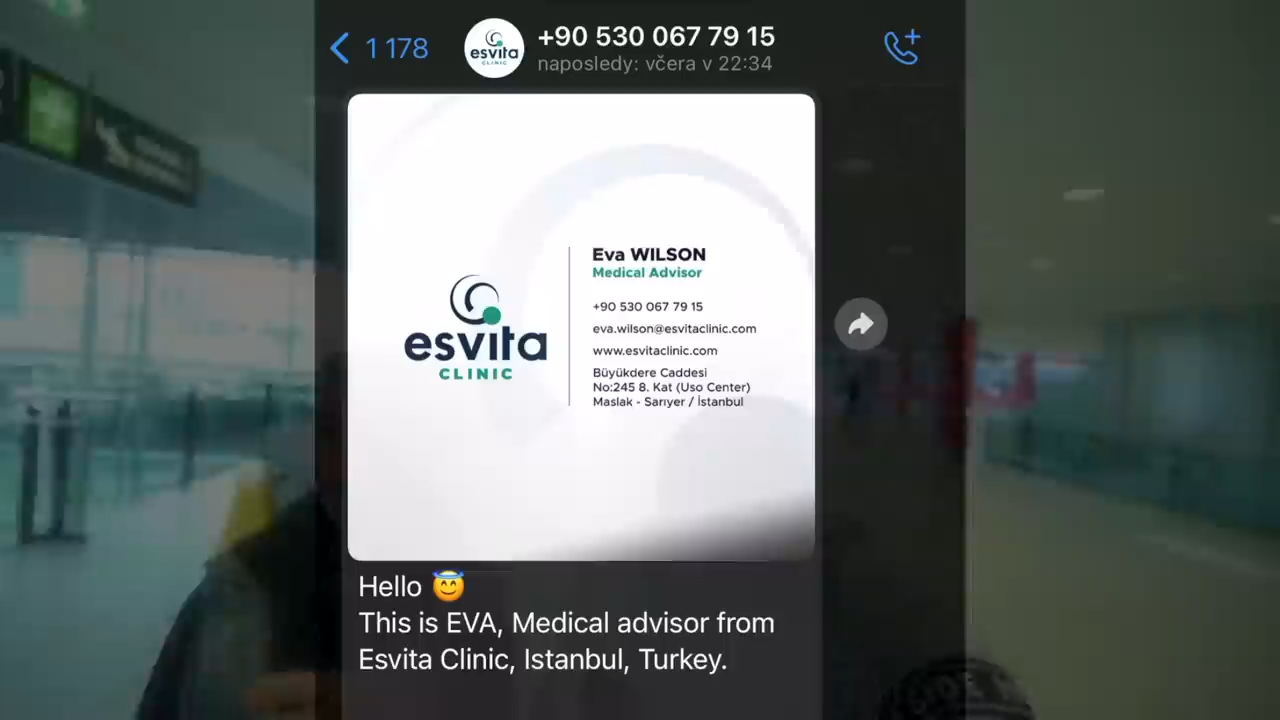 1 178
esvita
CLINIC
+90 530 067 79 15
naposledy: včera v 22:34
esvita
CLINIC
Eva WILSON
Medical Advisor
+90 530 067 79 15
eva.wilson@esvitaclinic.com
www.esvitaclinic.com
Büyükdere Caddesi
No:245 8. Kat (Uso Center)
Maslak - Sarıyer / İstanbul
Hello 😇
This is EVA, Medical advisor from
Esvita Clinic, Istanbul, Turkey.